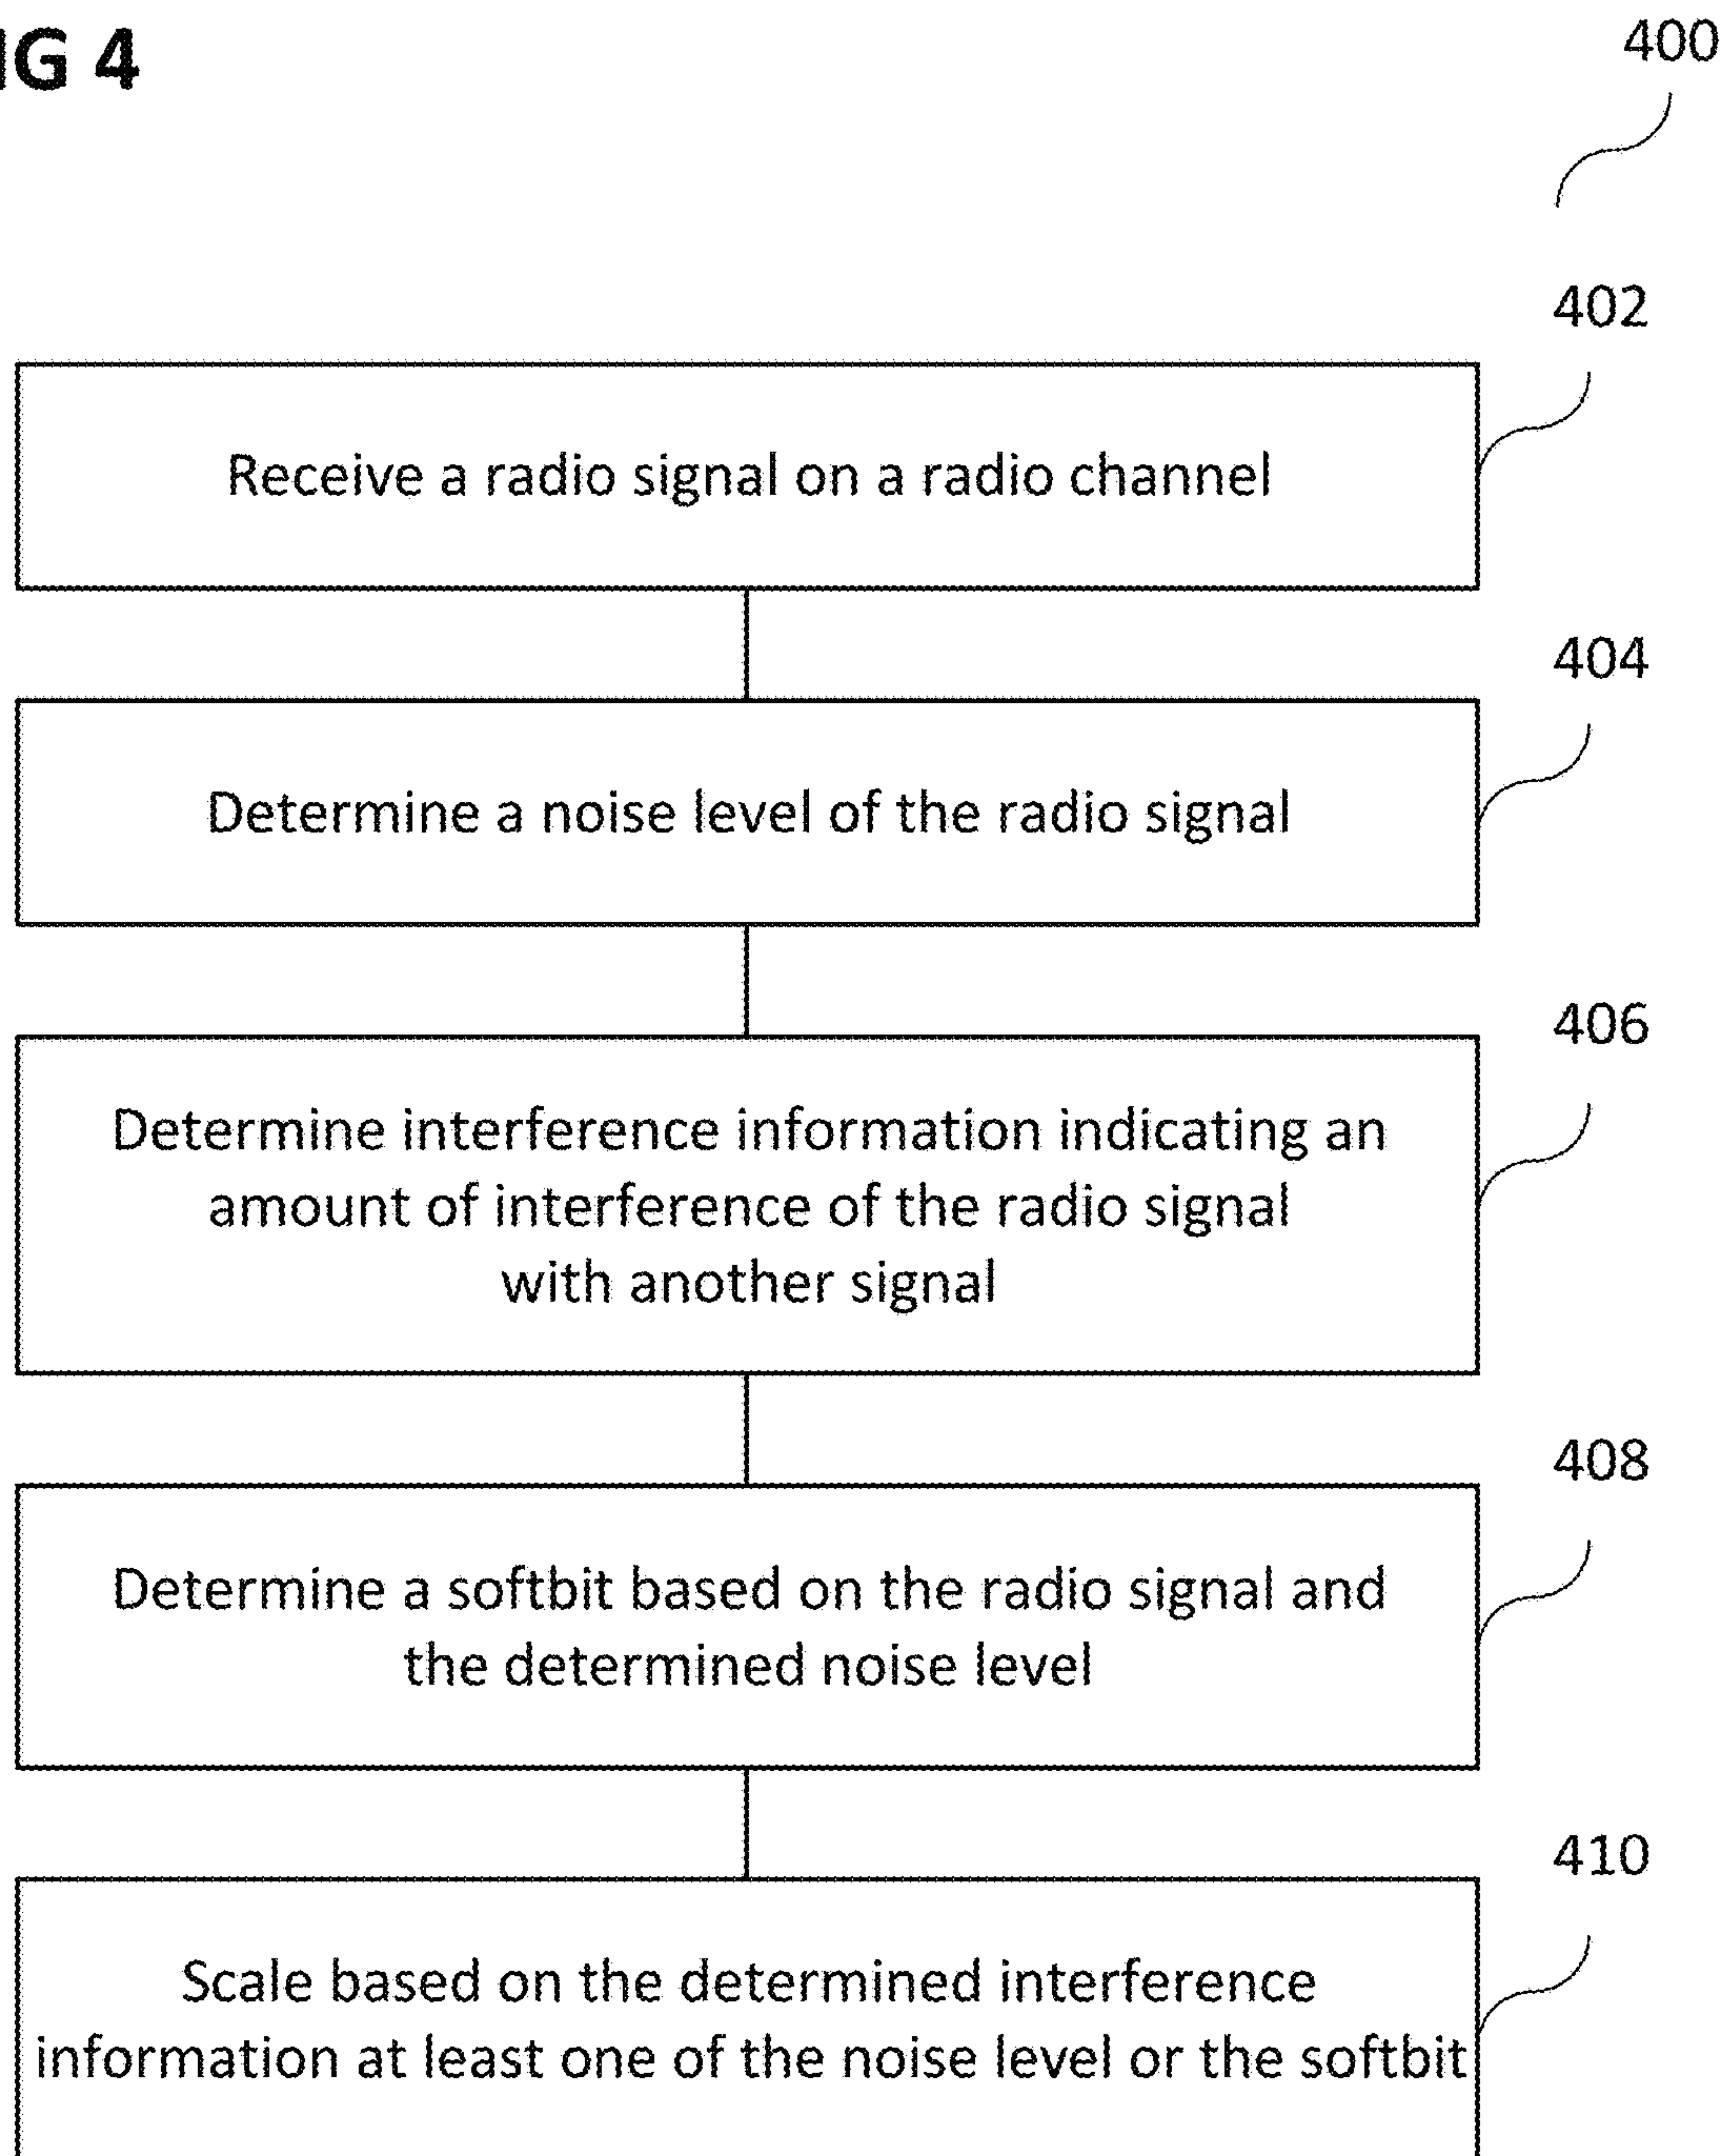 IG 4
400
402
Receive a radio signal on a radio channel
404
Determine a noise level of the radio signal
406
Determine interference information indicating an
amount of interference of the radio signal
with another signal
408
Determine a softbit based on the radio signal and
the determined noise level
410
Scale based on the determined interference
information at least one of the noise level or the softbit